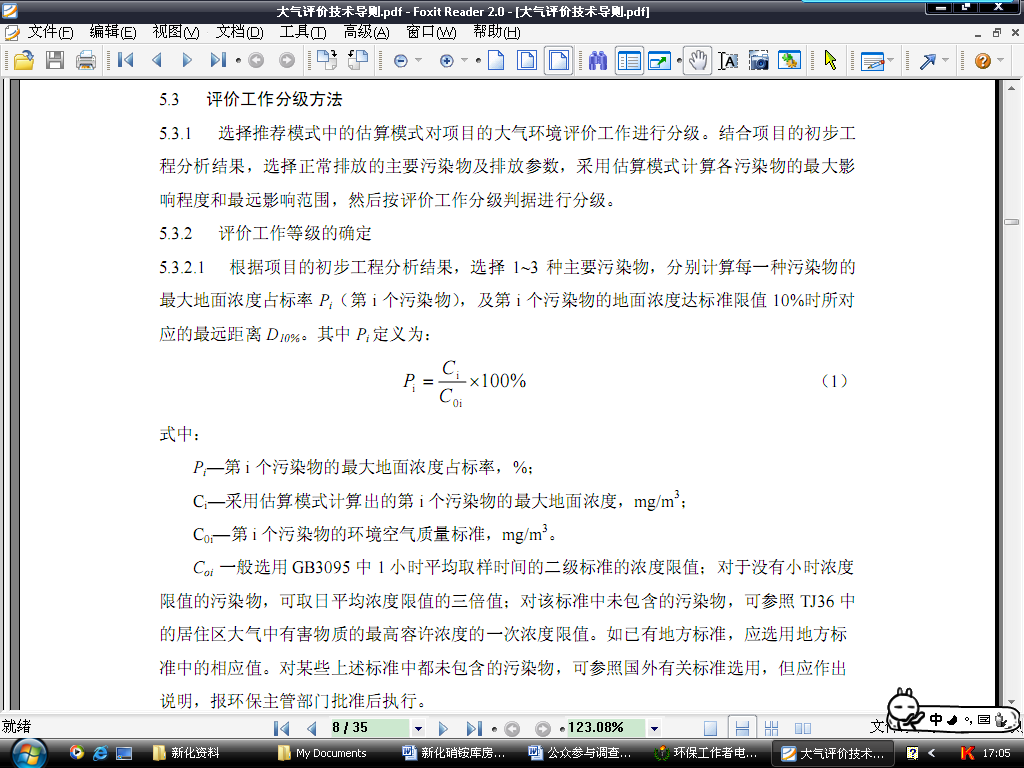 大气评价技术导则.pdf - Foxit Reader 2.0 - [大气评价技术导则.pdf]
文件(F) 编辑(E) 视图(V) 文档(D) 工具(T) 高级(A) 窗口(W) 帮助(H)
5.3 评价工作分级方法
5.3.1 选择推荐模式中的估算模式对项目的大气环境评价工作进行分级。结合项目的初步工
程分析结果，选择正常排放的主要污染物及排放参数，采用估算模式计算各污染物的最大影
响程度和最远影响范围，然后按评价工作分级判据进行分级。
5.3.2 评价工作等级的确定
5.3.2.1 根据项目的初步工程分析结果，选择 1~3 种主要污染物，分别计算每一种污染物的
最大地面浓度占标率 Pi（第 i 个污染物），及第 i 个污染物的地面浓度达标准限值 10%时所对
应的最远距离 D10%。其中 Pi 定义为：
Pi = Ci / C0i ×100% （1）
式中：
Pi—第 i 个污染物的最大地面浓度占标率，%；
Ci—采用估算模式计算出的第 i 个污染物的最大地面浓度，mg/m3；
C0i—第 i 个污染物的环境空气质量标准，mg/m3。
Coi 一般选用 GB3095 中 1 小时平均取样时间的二级标准的浓度限值；对于没有小时浓度
限值的污染物，可取日平均浓度限值的三倍值；对该标准中未包含的污染物，可参照 TJ36 中
的居住区大气中有害物质的最高容许浓度的一次浓度限值。如已有地方标准，应选用地方标
准中的相应值。对某些上述标准中都未包含的污染物，可参照国外有关标准选用，但应作出
说明，报环保主管部门批准后执行。
就绪 8 / 35 123.08% 中
新化资料 My Documents 新化硝铵库房... 公众参与调查... 环保工作者电... 大气评价技术... 17:05